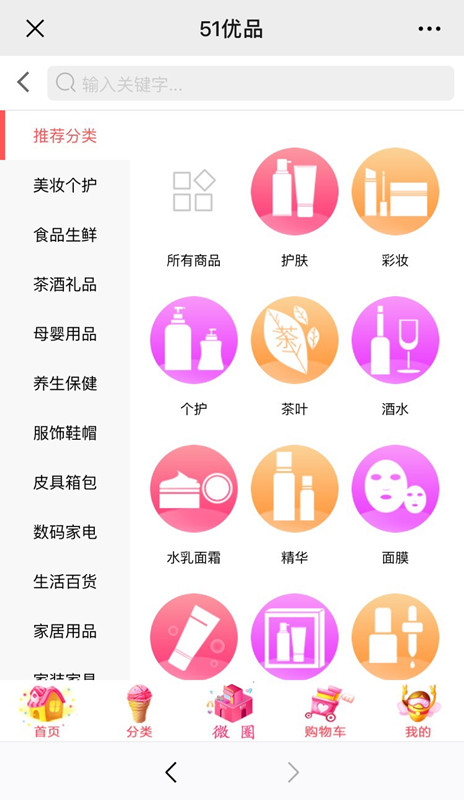 51优品
输入关键字...
推荐分类
美妆个护
食品生鲜
茶酒礼品
母婴用品
养生保健
服饰鞋帽
皮具箱包
数码家电
生活百货
家居用品
家装家具
所有商品
护肤
彩妆
茶
个护
茶叶
酒水
水乳面霜
精华
面膜
首页
分类
微圈
购物车
我的